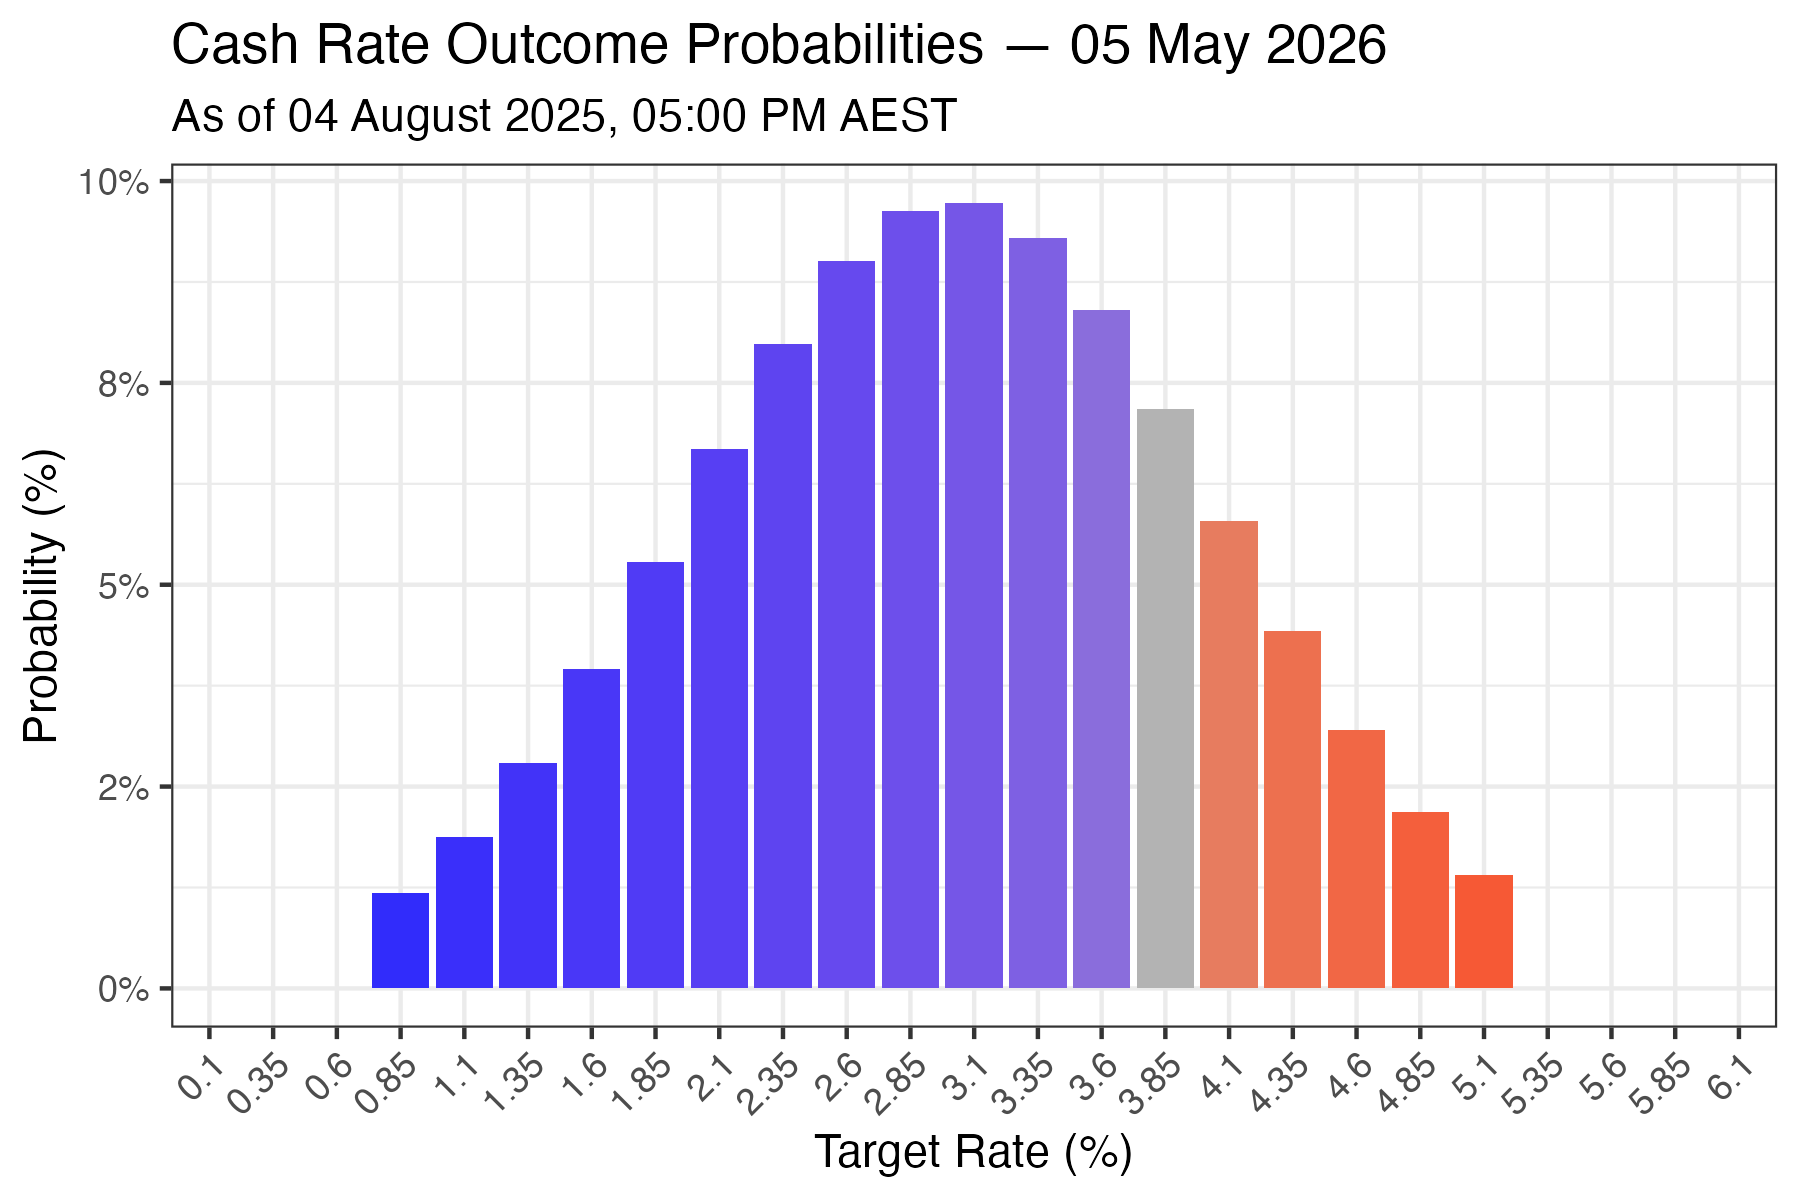 Cash Rate Outcome Probabilities — 05 May 2026
As of 04 August 2025, 05:00 PM AEST
Probability (%)
10%
8%
5%
2%
0%
0.1 0.35 0.6 0.85 1.1 1.35 1.6 1.85 2.1 2.35 2.6 2.85 3.1 3.35 3.6 3.85 4.1 4.35 4.6 4.85 5.1 5.35 5.6 5.85 6.1
Target Rate (%)